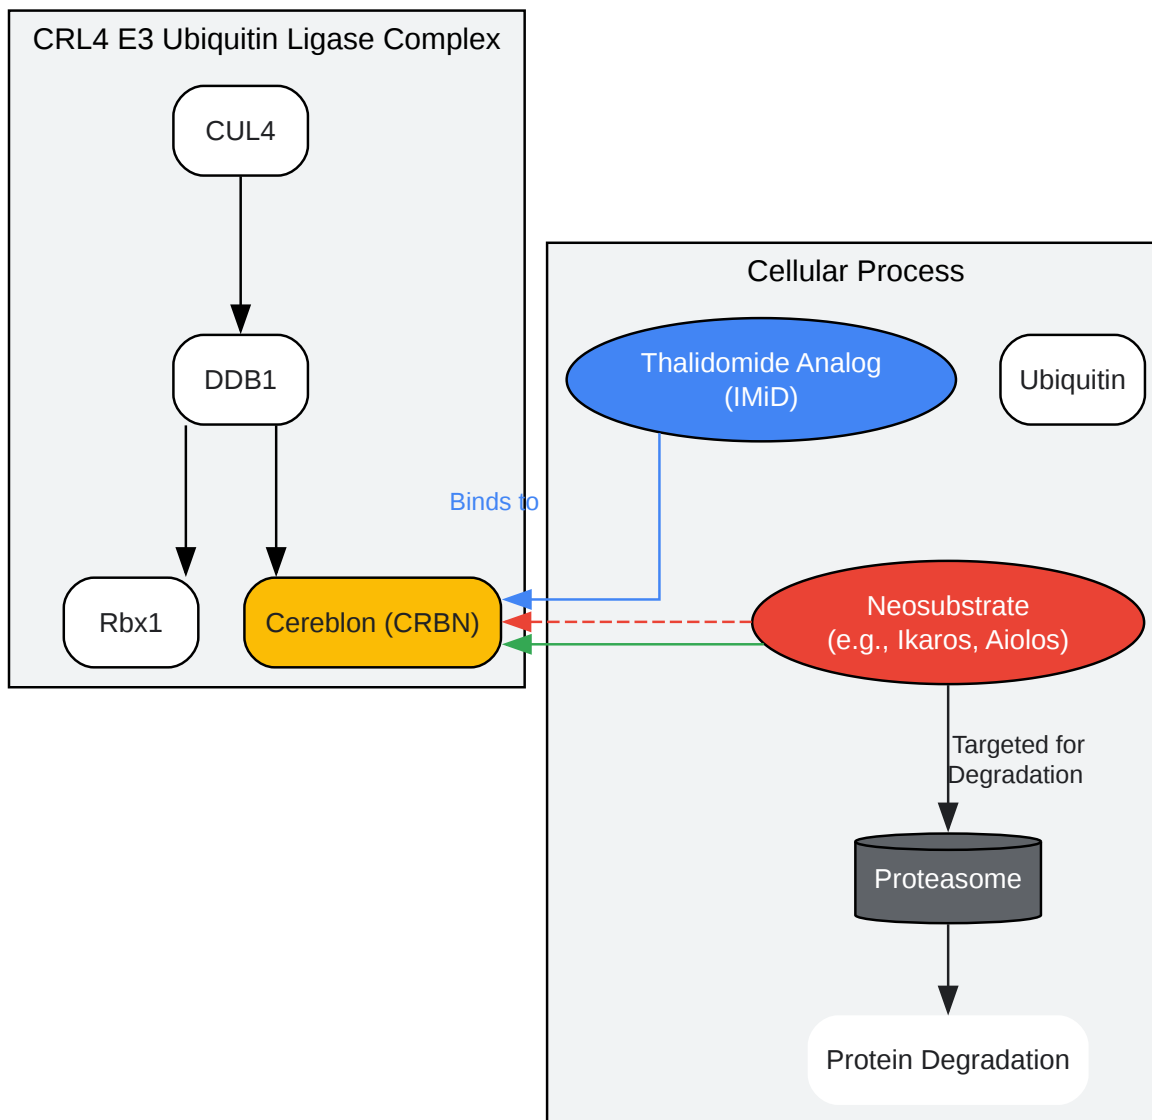 CRL4 E3 Ubiquitin Ligase Complex
CUL4
DDB1
Rbx1
Cereblon (CRBN)
Binds to
Cellular Process
Thalidomide Analog
(IMiD)
Ubiquitin
Neosubstrate
(e.g., Ikaros, Aiolos)
Targeted for
Degradation
Proteasome
Protein Degradation